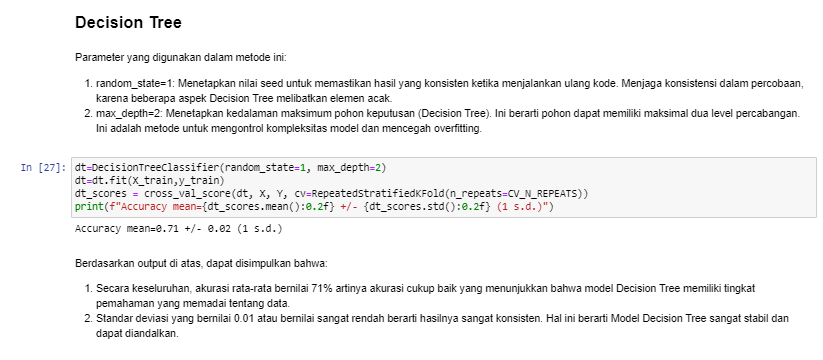 Decision Tree
Parameter yang digunakan dalam metode ini:
1. random_state=1: Menetapkan nilai seed untuk memastikan hasil yang konsisten ketika menjalankan ulang kode. Menjaga konsistensi dalam percobaan,
karena beberapa aspek Decision Tree melibatkan elemen acak.
2. max_depth=2: Menetapkan kedalaman maksimum pohon keputusan (Decision Tree). Ini berarti pohon dapat memiliki maksimal dua level percabangan.
Ini adalah metode untuk mengontrol kompleksitas model dan mencegah overfitting.
In [27]: dt=DecisionTreeClassifier(random_state=1, max_depth=2)
dt=dt.fit(X_train,y_train)
dt_scores = cross_val_score(dt, X, Y, cv=RepeatedStratifiedKFold(n_repeats=CV_N_REPEATS))
print(f"Accuracy mean={dt_scores.mean():0.2f} +/- {dt_scores.std():0.2f} (1 s.d.)")
Accuracy mean=0.71 +/- 0.02 (1 s.d.)
Berdasarkan output di atas, dapat disimpulkan bahwa:
1. Secara keseluruhan, akurasi rata-rata bernilai 71% artinya akurasi cukup baik yang menunjukkan bahwa model Decision Tree memiliki tingkat
pemahaman yang memadai tentang data.
2. Standar deviasi yang bernilai 0.01 atau bernilai sangat rendah berarti hasilnya sangat konsisten. Hal ini berarti Model Decision Tree sangat stabil dan
dapat diandalkan.